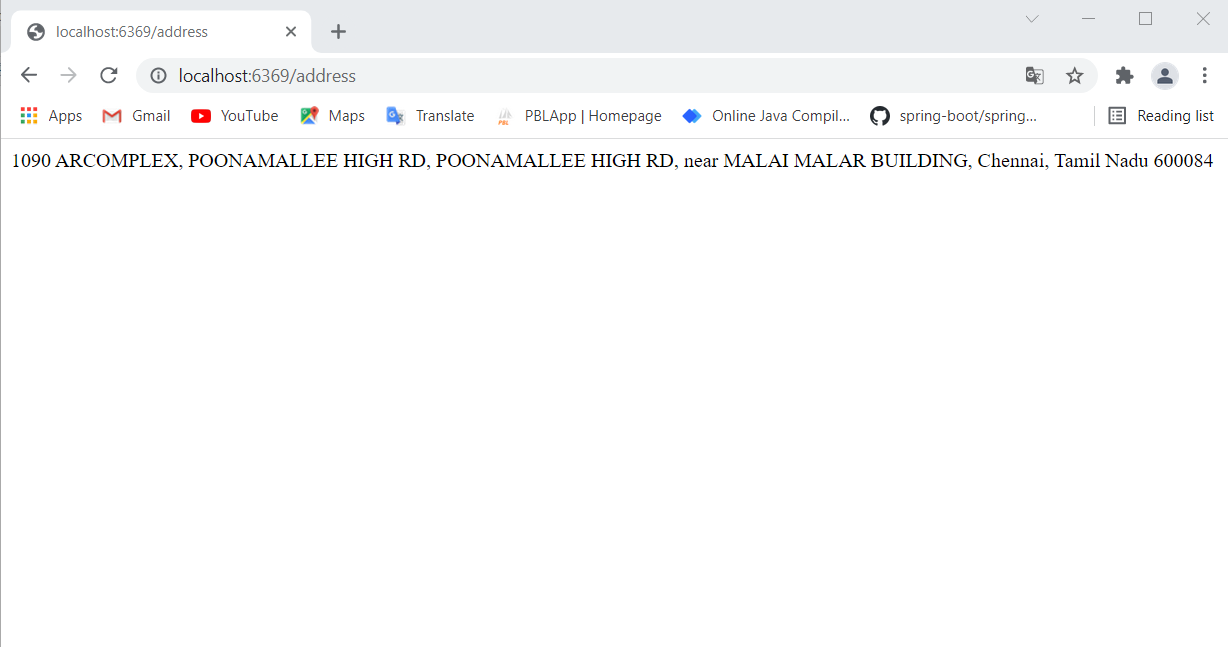 localhost:6369/address
localhost:6369/address
Apps Gmail YouTube Maps Translate PBLApp | Homepage Online Java Compil... spring-boot/spring... Reading list
1090 ARCOMPLEX, POONAMALLEE HIGH RD, POONAMALLEE HIGH RD, near MALAI MALAR BUILDING, Chennai, Tamil Nadu 600084